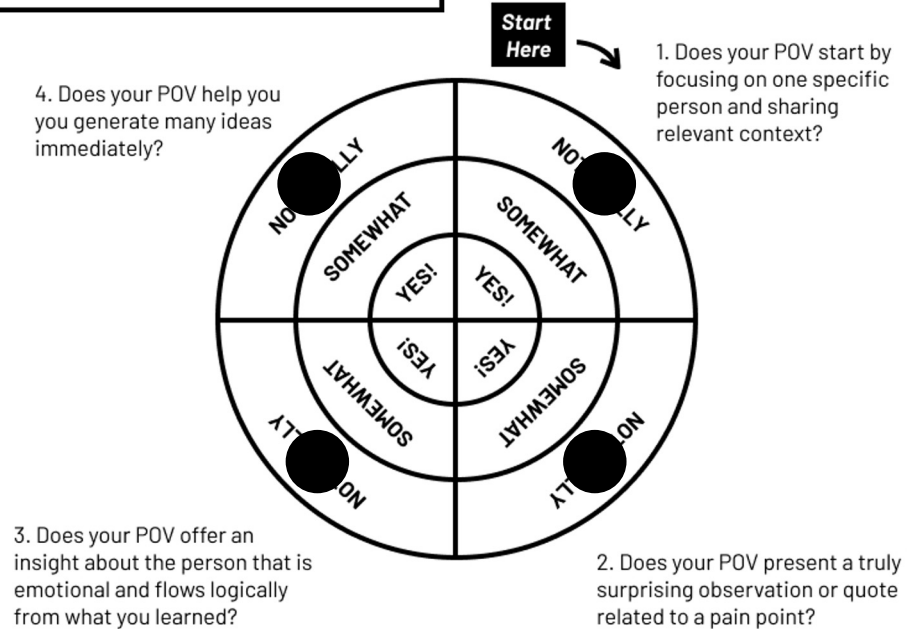 Start
Here
1. Does your POV start by
focusing on one specific
person and sharing
relevant context?
4. Does your POV help you
you generate many ideas
immediately?
SOMEWHAT
SOMEWHAT
YES!
YES!
YES!
YES!
SOMEWHAT
SOMEWHAT
3. Does your POV offer an
insight about the person that is
emotional and flows logically
from what you learned?
2. Does your POV present a truly
surprising observation or quote
related to a pain point?